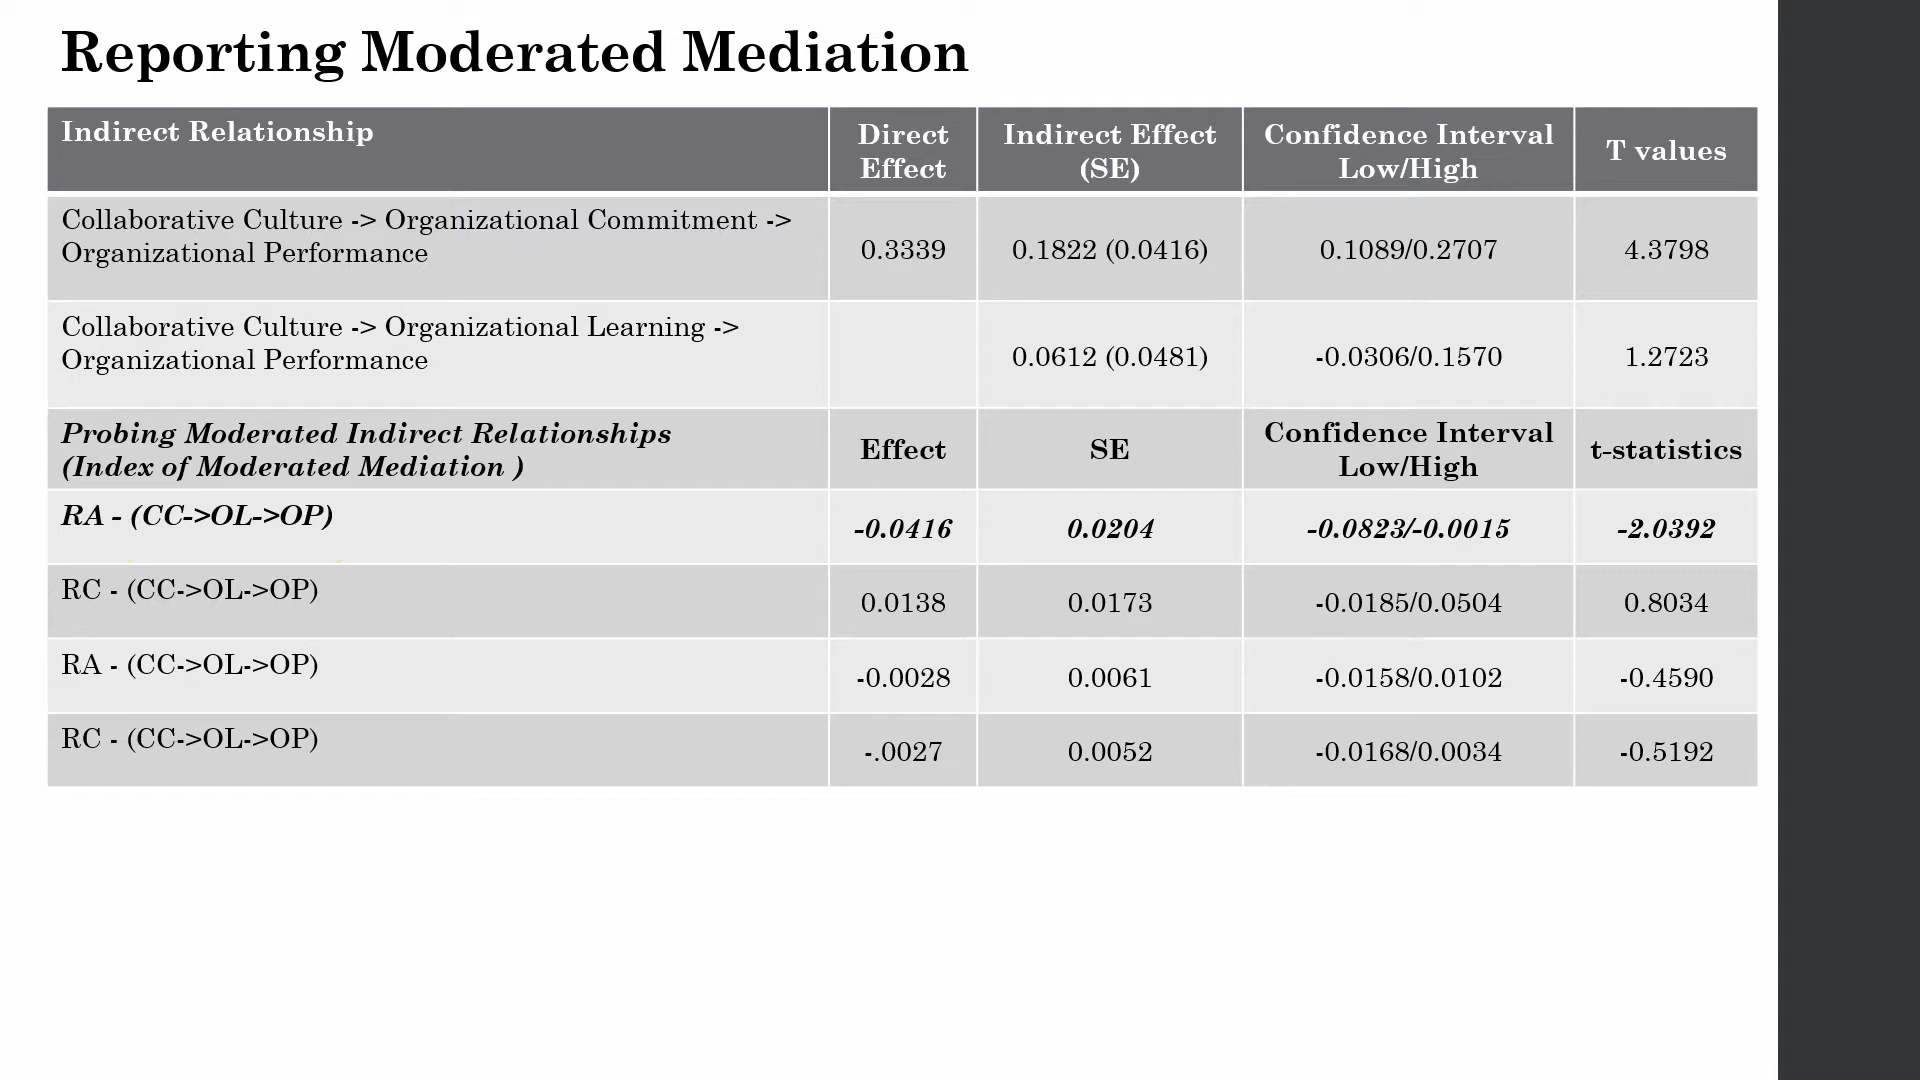 Reporting Moderated Mediation
Indirect Relationship
Direct
Effect
Indirect Effect
(SE)
Confidence Interval
Low/High
T values
Collaborative Culture -> Organizational Commitment ->
Organizational Performance
0.3339
0.1822 (0.0416)
0.1089/0.2707
4.3798
Collaborative Culture -> Organizational Learning ->
Organizational Performance
0.0612 (0.0481)
-0.0306/0.1570
1.2723
Probing Moderated Indirect Relationships
(Index of Moderated Mediation )
Effect
SE
Confidence Interval
Low/High
t-statistics
RA - (CC->OL->OP)
-0.0416
0.0204
-0.0823/-0.0015
-2.0392
RC - (CC->OL->OP)
0.0138
0.0173
-0.0185/0.0504
0.8034
RA - (CC->OL->OP)
-0.0028
0.0061
-0.0158/0.0102
-0.4590
RC - (CC->OL->OP)
-.0027
0.0052
-0.0168/0.0034
-0.5192